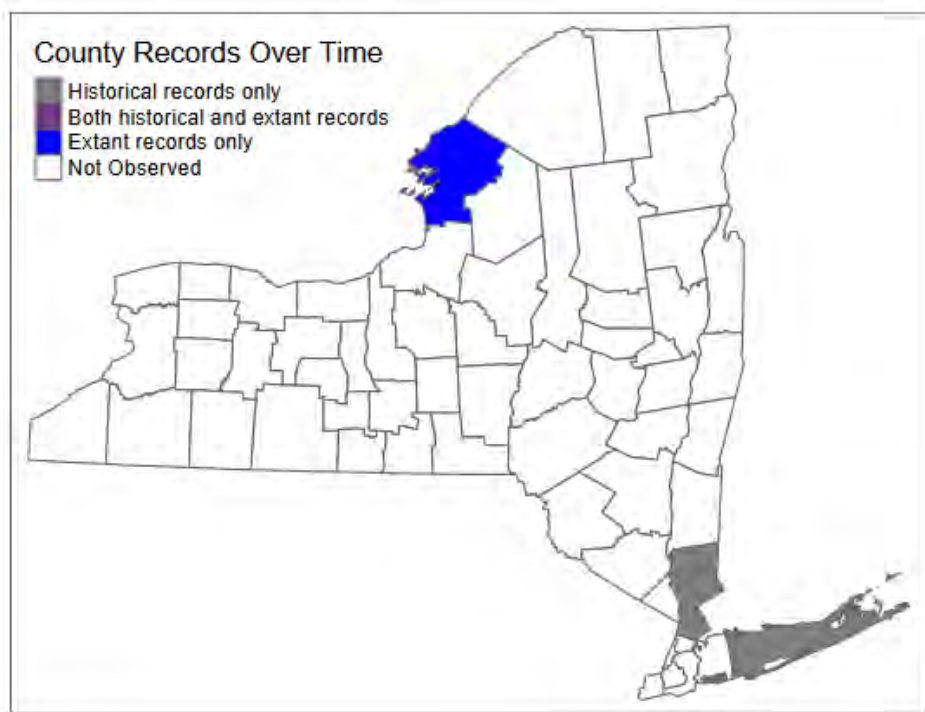 County Records Over Time
Historical records only
Both historical and extant records
Extant records only
Not Observed